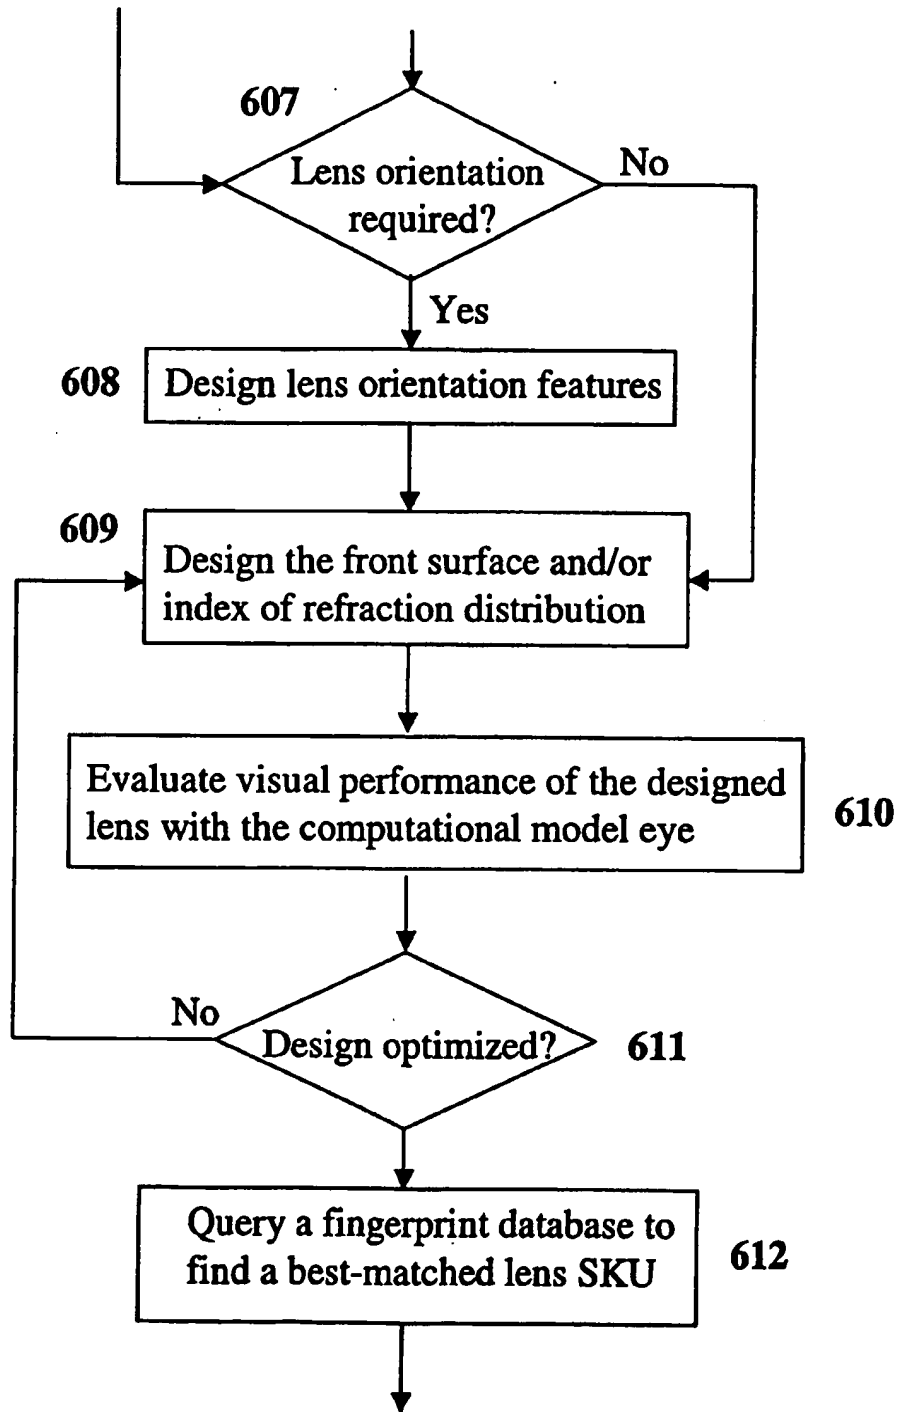 607
Lens orientation
required?
No
Yes
608
Design lens orientation features
609
Design the front surface and/or
index of refraction distribution
Evaluate visual performance of the designed
lens with the computational model eye
610
No
Design optimized?
611
Query a fingerprint database to
find a best-matched lens SKU
612